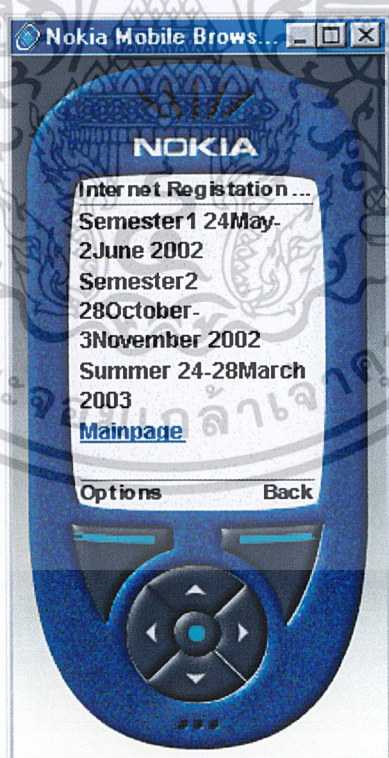 Nokia Mobile Brows...
NOKIA
Internet Registation ...
Semester1 24May-
2June 2002
Semester2
28October-
3November 2002
Summer 24-28March
2003
Mainpage
Options Back